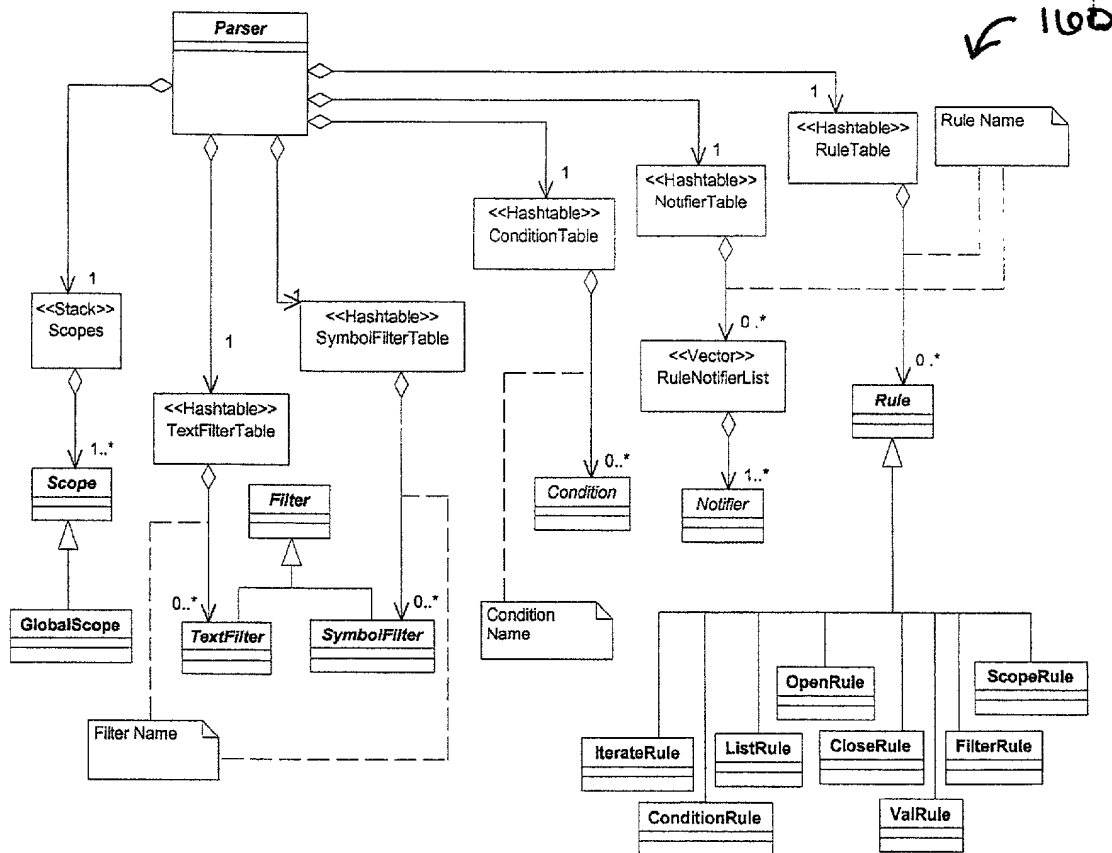 160
Parser
1
1
1
1
1
1
<<Hashtable>>
RuleTable
Rule Name
<<Hashtable>>
NotifierTable
<<Hashtable>>
ConditionTable
<<Stack>>
Scopes
<<Hashtable>>
SymbolFilterTable
<<Hashtable>>
TextFilterTable
0..*
<<Vector>>
RuleNotifierList
0..*
Rule
1..*
Scope
Filter
0..*
Condition
1..*
Notifier
0..*
TextFilter
0..*
SymbolFilter
GlobalScope
Condition
Name
Filter Name
OpenRule
ScopeRule
IterateRule
ListRule
CloseRule
FilterRule
ConditionRule
ValRule